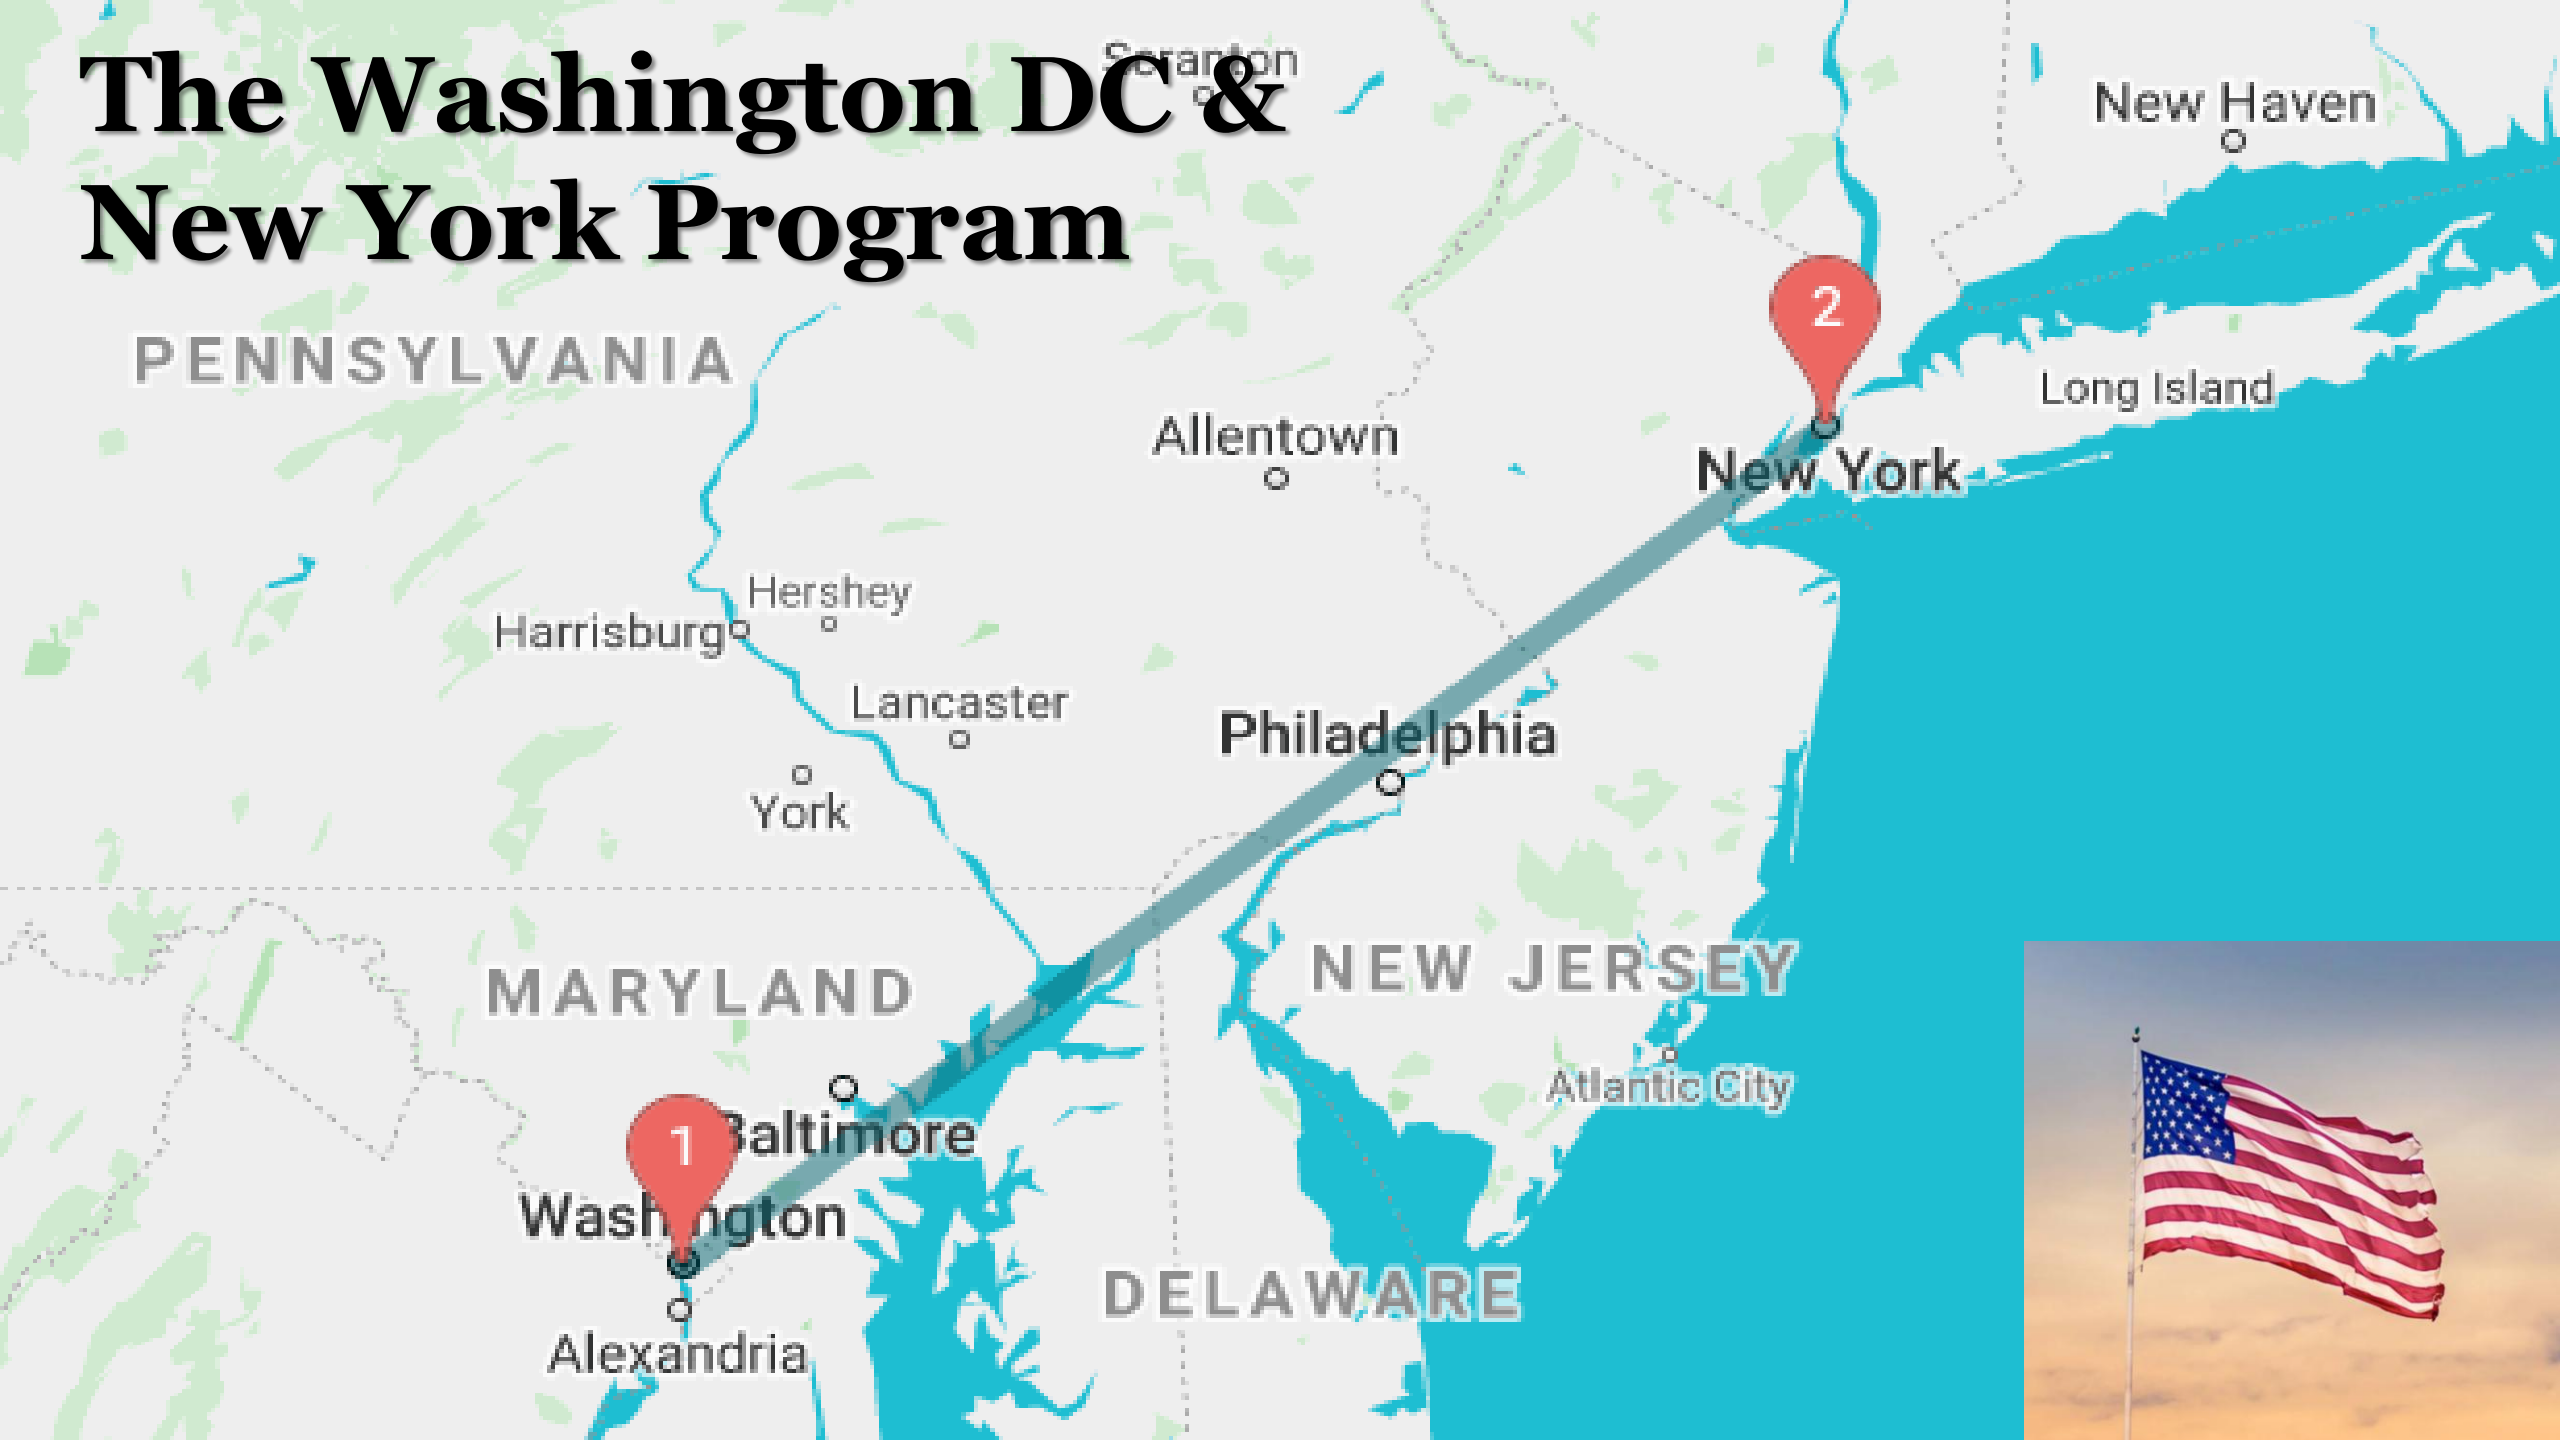 The Washington DC &
New York Program
Scranton
New Haven
PENNSYLVANIA
2
Long Island
Allentown
New York
Hershey
Harrisburg
Lancaster
Philadelphia
York
MARYLAND
NEW JERSEY
Atlantic City
Baltimore
1
Washington
DELAWARE
Alexandria